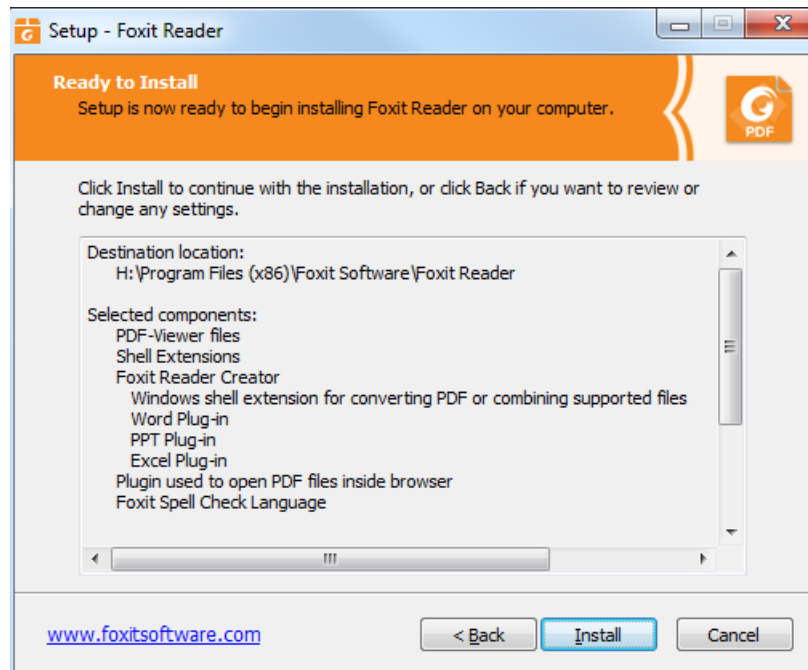 Setup - Foxit Reader
Ready to Install
Setup is now ready to begin installing Foxit Reader on your computer.
PDF
Click Install to continue with the installation, or click Back if you want to review or
change any settings.
Destination location:
H:\Program Files (x86)\Foxit Software\Foxit Reader
Selected components:
PDF-Viewer files
Shell Extensions
Foxit Reader Creator
Windows shell extension for converting PDF or combining supported files
Word Plug-in
PPT Plug-in
Excel Plug-in
Plugin used to open PDF files inside browser
Foxit Spell Check Language
www.foxitsoftware.com
< Back
Install
Cancel